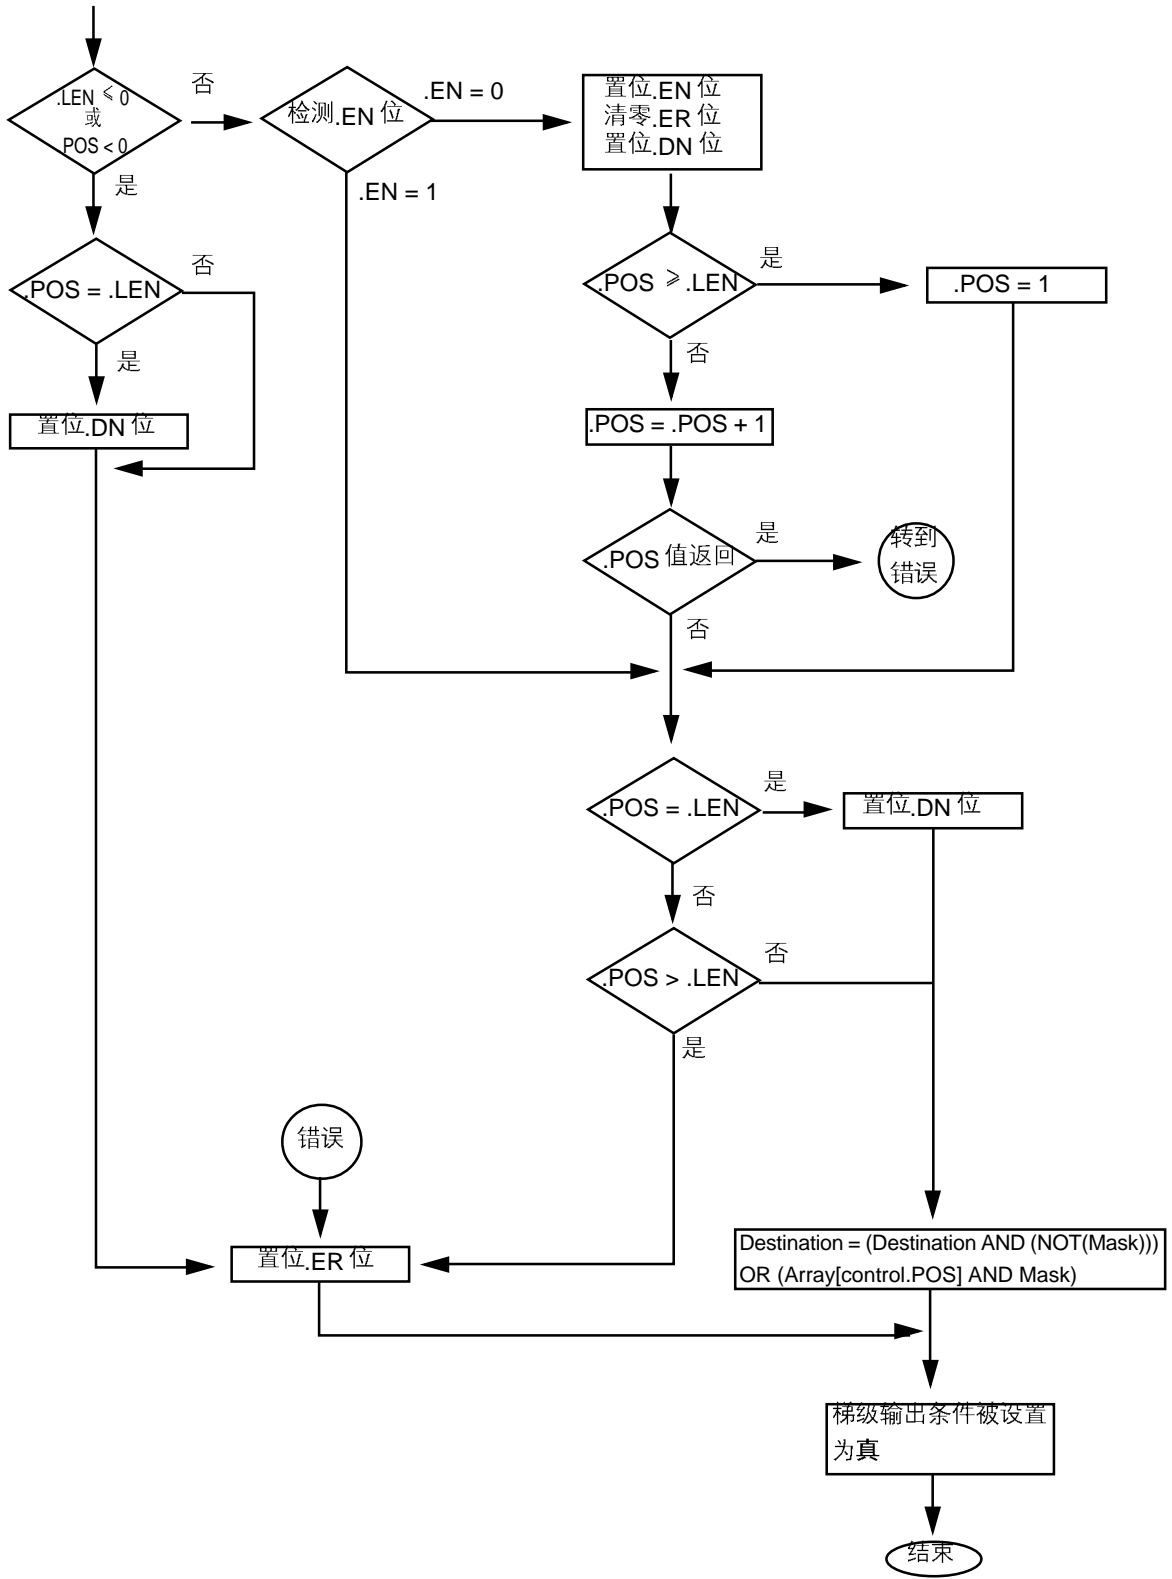 .LEN ⩽ 0
或
POS < 0
否
检测.EN 位
.EN = 0
置位.EN 位
清零.ER 位
置位.DN 位
是
.EN = 1
.POS = .LEN
否
.POS ⩾ .LEN
是
.POS = 1
是
否
置位.DN 位
.POS = .POS + 1
.POS 值返回
是
转到
错误
否
.POS = .LEN
是
置位.DN 位
否
.POS > .LEN
否
是
错误
置位.ER 位
Destination = (Destination AND (NOT(Mask)))
OR (Array[control.POS] AND Mask)
梯级输出条件被设置
为真
结束